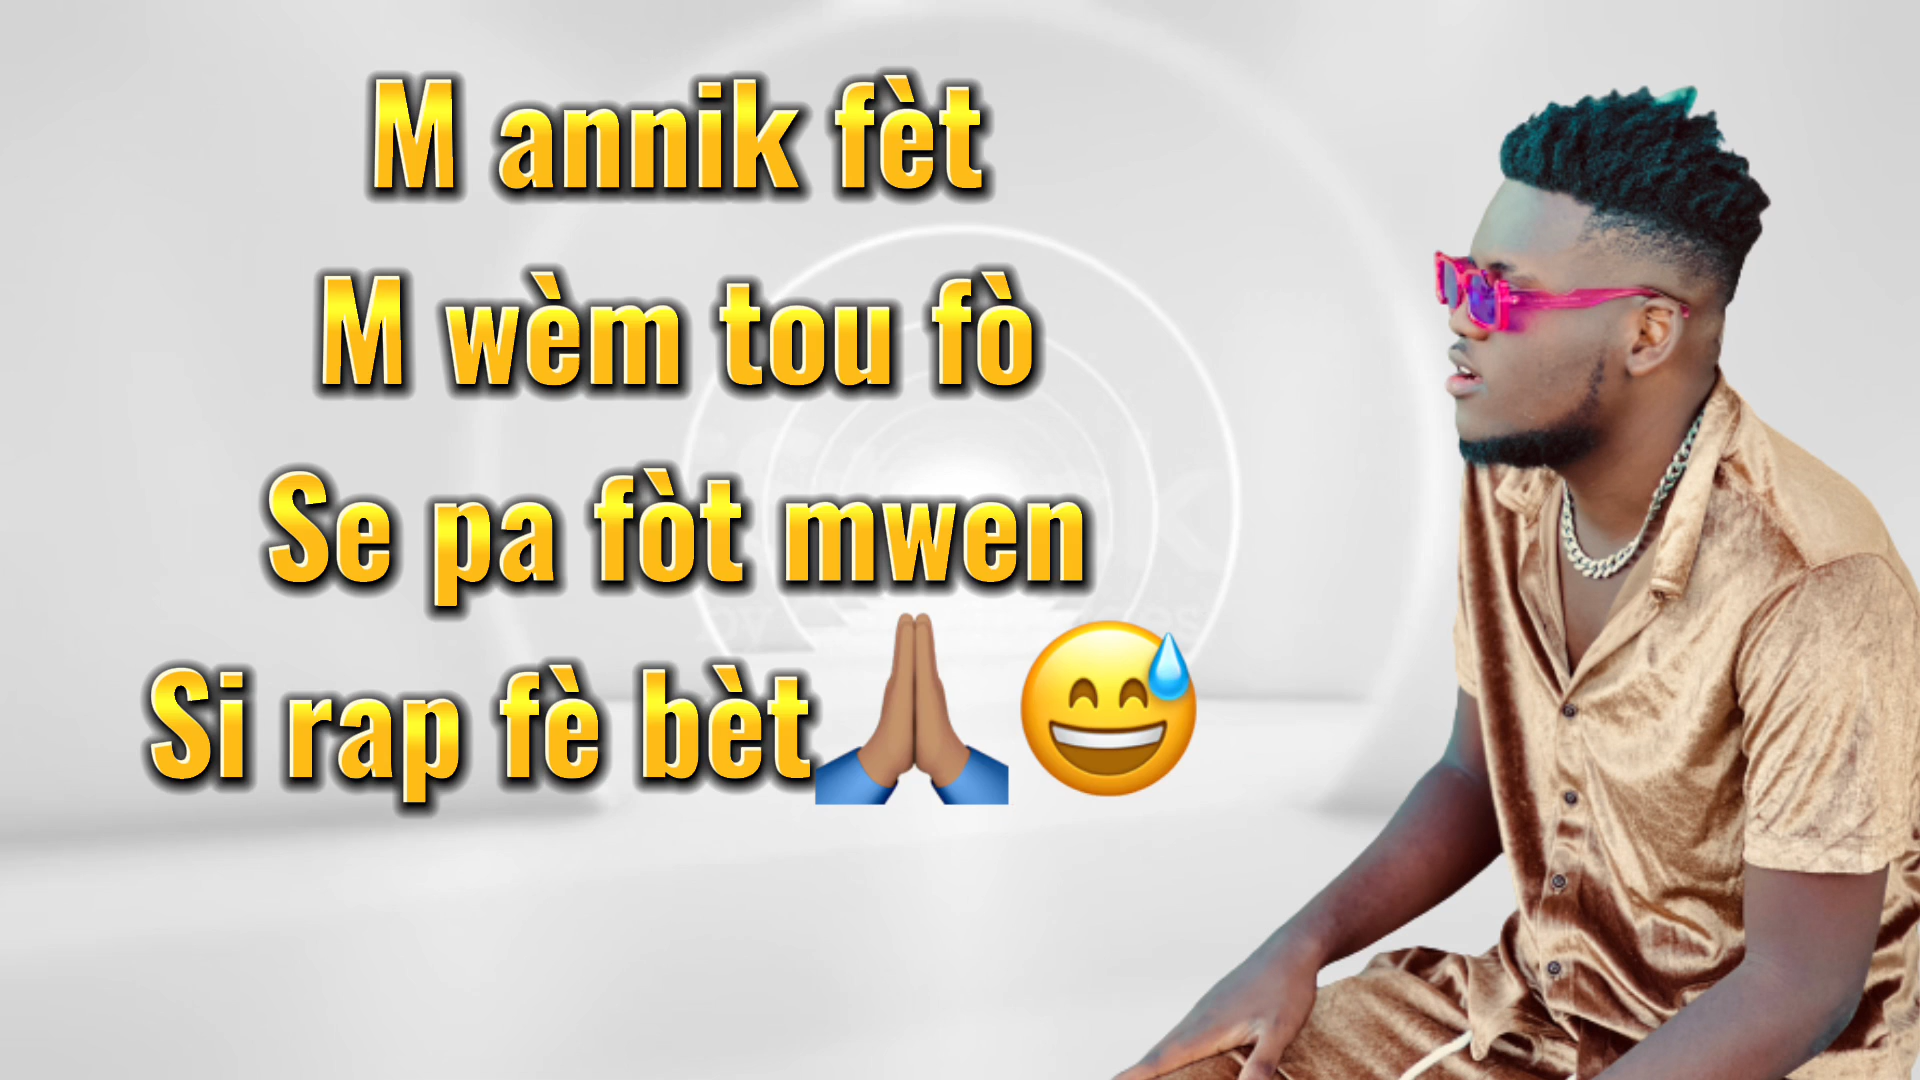 M annik fèt
M wèm tou fò
Se pa fòt mwen
Si rap fè bèt🙏🏽😅